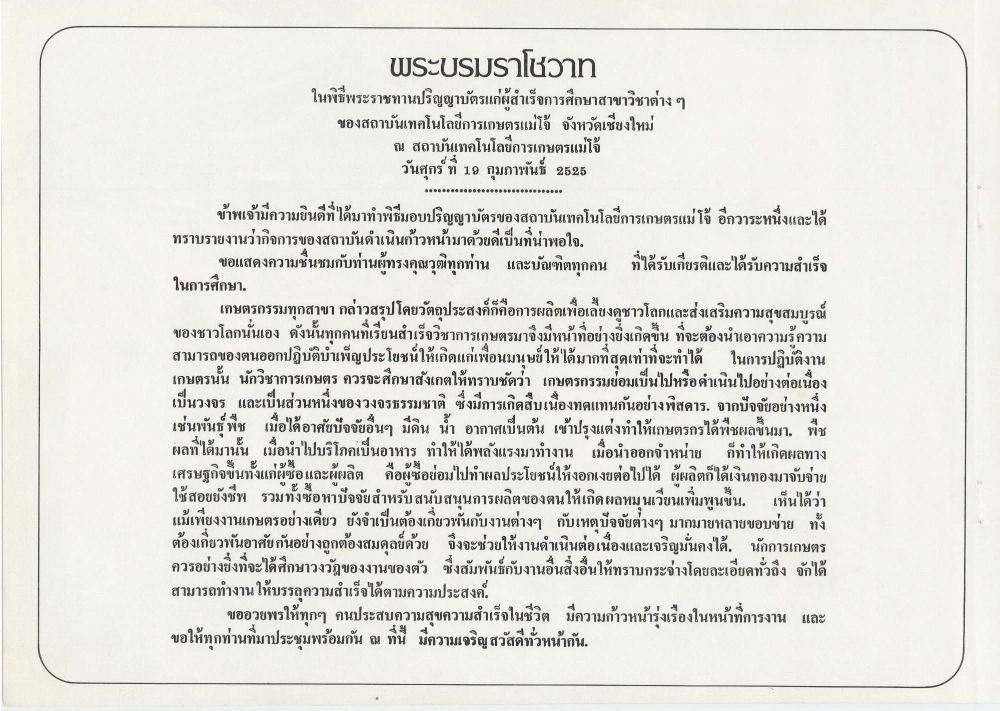 พระบรมราโชวาท
ในพิธีพระราชทานปริญญาบัตรแก่ผู้สำเร็จการศึกษาสาขาวิชาต่าง ๆ
ของสถาบันเทคโนโลยีการเกษตรแม่โจ้ จังหวัดเชียงใหม่
ณ สถาบันเทคโนโลยีการเกษตรแม่โจ้
วันศุกร์ ที่ 19 กุมภาพันธ์ 2525
ข้าพเจ้ามีความยินดีที่ได้มาทำพิธีมอบปริญญาบัตรของสถาบันเทคโนโลยีการเกษตรแม่โจ้ อีกวาระหนึ่งและได้
ทราบรายงานว่ากิจการของสถาบันดำเนินก้าวหน้ามาด้วยดีเป็นที่น่าพอใจ.
ขอแสดงความชื่นชมกับท่านผู้ทรงคุณวุฒิทุกท่าน และบัณฑิตทุกคน ที่ได้รับเกียรติและได้รับความสำเร็จ
ในการศึกษา.
เกษตรกรรมทุกสาขา กล่าวสรุปโดยวัตถุประสงค์ก็คือการผลิตเพื่อเลี้ยงดูชาวโลกและส่งเสริมความสุขสมบูรณ์
ของชาวโลกนั่นเอง ดังนั้นทุกคนที่เรียนสำเร็จวิชาการเกษตรมาจึงมีหน้าที่อย่างยิ่งเกิดขึ้น ที่จะต้องนำเอาความรู้ความ
สามารถของตนออกปฏิบัติบำเพ็ญประโยชน์ให้เกิดแก่เพื่อนมนุษย์ให้ได้มากที่สุดเท่าที่จะทำได้ ในการปฏิบัติงาน
เกษตรนั้น นักวิชาการเกษตร ควรจะศึกษาสังเกตให้ทราบชัดว่า เกษตรกรรมย่อมเป็นไปหรือดำเนินไปอย่างต่อเนื่อง
เป็นวงจร และเป็นส่วนหนึ่งของวงจรธรรมชาติ ซึ่งมีการเกิดสืบเนื่องทดแทนกันอย่างพิสดาร. จากปัจจัยอย่างหนึ่ง
เช่นพันธุ์พืช เมื่อได้อาศัยปัจจัยอื่นๆ มีดิน น้ำ อากาศเป็นต้น เข้าปรุงแต่งทำให้เกษตรกรได้พืชผลขึ้นมา. พืช
ผลที่ได้มานั้น เมื่อนำไปบริโภคเป็นอาหาร ทำให้ได้พลังแรงมาทำงาน เมื่อนำออกจำหน่าย ก็ทำให้เกิดผลทาง
เศรษฐกิจขึ้นทั้งแก่ผู้ซื้อและผู้ผลิต คือผู้ซื้อย่อมไปทำผลประโยชน์ให้งอกเงยต่อไปได้ ผู้ผลิตก็ได้เงินทองมาจับจ่าย
ใช้สอยยังชีพ รวมทั้งซื้อหาปัจจัยสำหรับสนับสนุนการผลิตของตนให้เกิดผลหมุนเวียนเพิ่มพูนขึ้น. เห็นได้ว่า
แม้เพียงงานเกษตรอย่างเดียว ยังจำเป็นต้องเกี่ยวพันกับงานต่างๆ กับเหตุปัจจัยต่างๆ มากมายหลายขอบข่าย ทั้ง
ต้องเกี่ยวพันอาศัยกันอย่างถูกต้องสมดุลย์ด้วย จึงจะช่วยให้งานดำเนินต่อเนื่องและเจริญมั่นคงได้. นักการเกษตร
ควรอย่างยิ่งที่จะได้ศึกษาวงวัฏของงานของตัว ซึ่งสัมพันธ์กับงานอื่นสิ่งอื่นให้ทราบกระจ่างโดยละเอียดทั่วถึง จักได้
สามารถทำงานให้บรรลุความสำเร็จได้ตามความประสงค์.
ขออวยพรให้ทุกๆ คนประสบความสุขความสำเร็จในชีวิต มีความก้าวหน้ารุ่งเรืองในหน้าที่การงาน และ
ขอให้ทุกท่านที่มาประชุมพร้อมกัน ณ ที่นี้ มีความเจริญสวัสดีทั่วหน้ากัน.